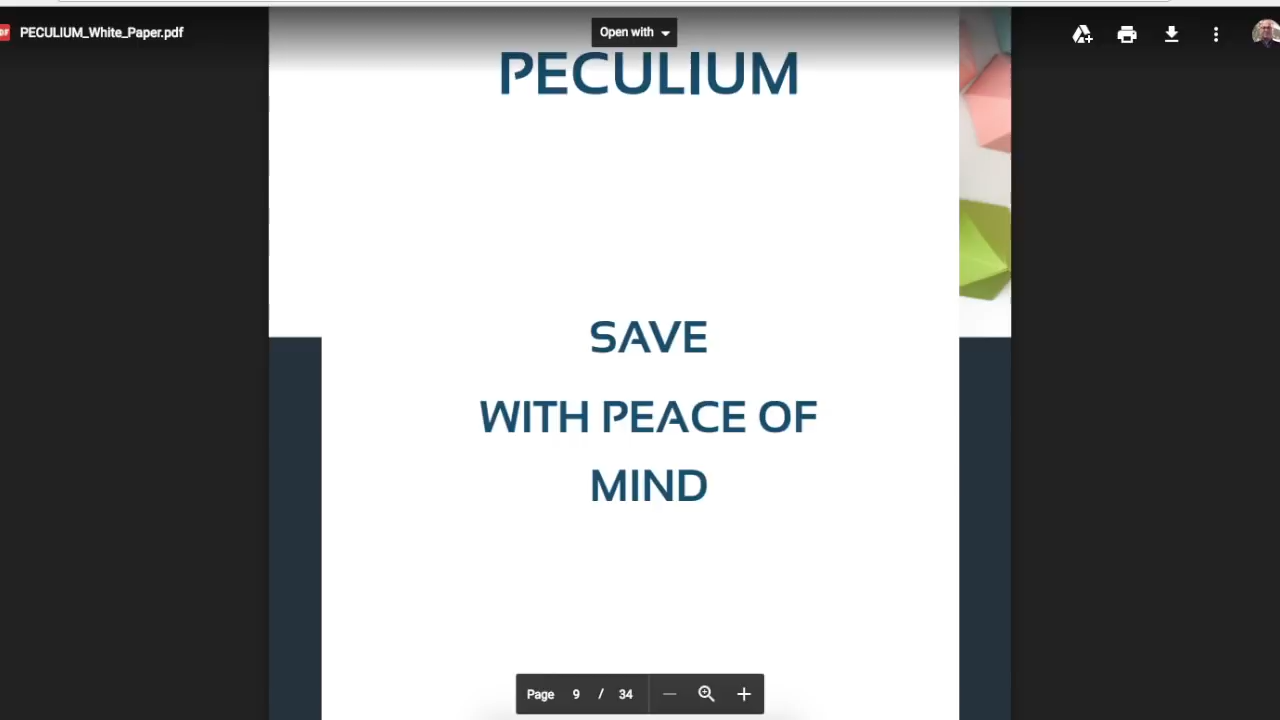 PECULIUM_White_Paper.pdf
Open with
PECULIUM
SAVE
WITH PEACE OF
MIND
Page 9 / 34